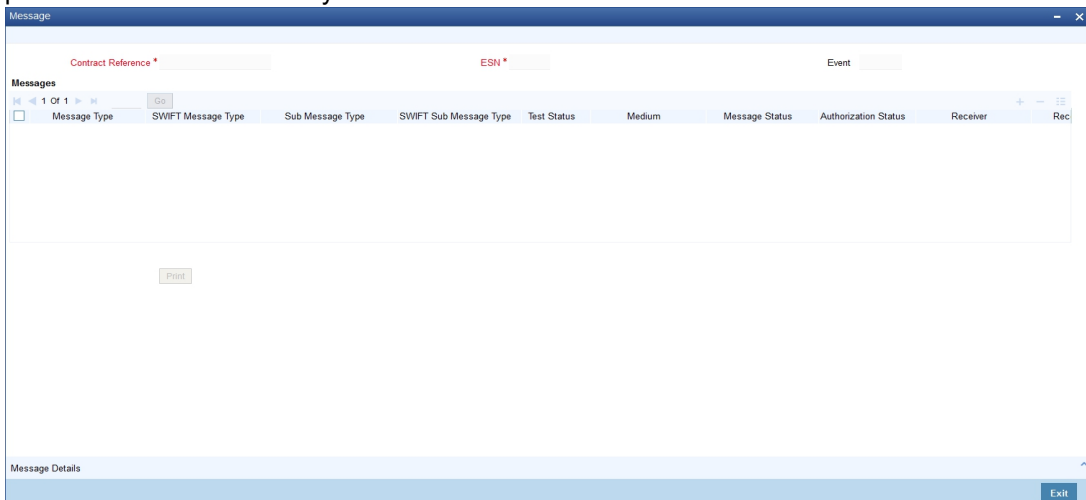 Message
Contract Reference * ESN * Event
Messages
1 Of 1 Go
Message Type SWIFT Message Type Sub Message Type SWIFT Sub Message Type Test Status Medium Message Status Authorization Status Receiver Rec
Print
Message Details
Exit